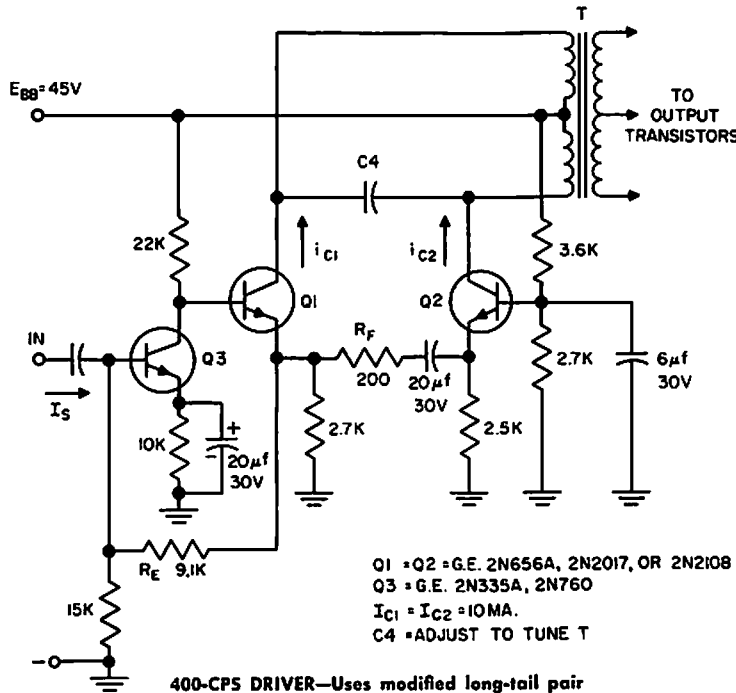 T
E_BB = 45V
TO
OUTPUT
TRANSISTORS
C4
22K
i_C1
i_C2
3.6K
Q1
Q2
IN
Q3
R_F
200
20μf
30V
2.7K
6μf
30V
I_S
10K
+
−
20μf
30V
2.7K
2.5K
R_E 9.1K
15K
−
Q1 = Q2 = G.E. 2N656A, 2N2017, OR 2N2108
Q3 = G.E. 2N335A, 2N760
I_C1 = I_C2 = 10MA.
C4 = ADJUST TO TUNE T
400-CPS DRIVER—Uses modified long-tail pair